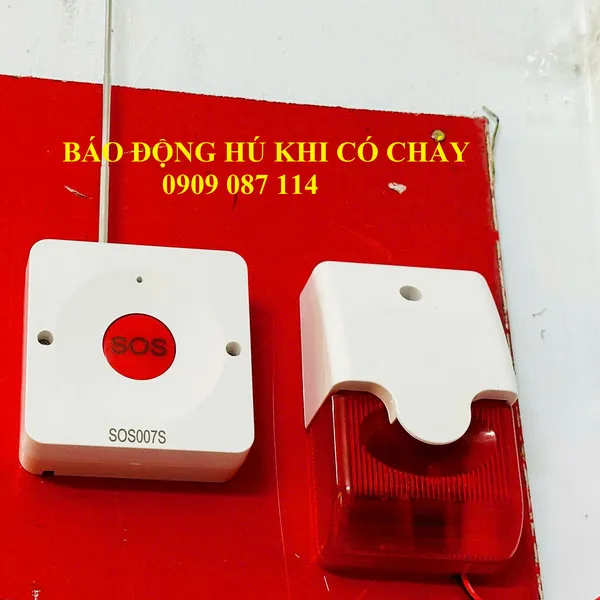 BÁO ĐỘNG HÚ KHI CÓ CHÁY
0909 087 114
SOS
SOS007S